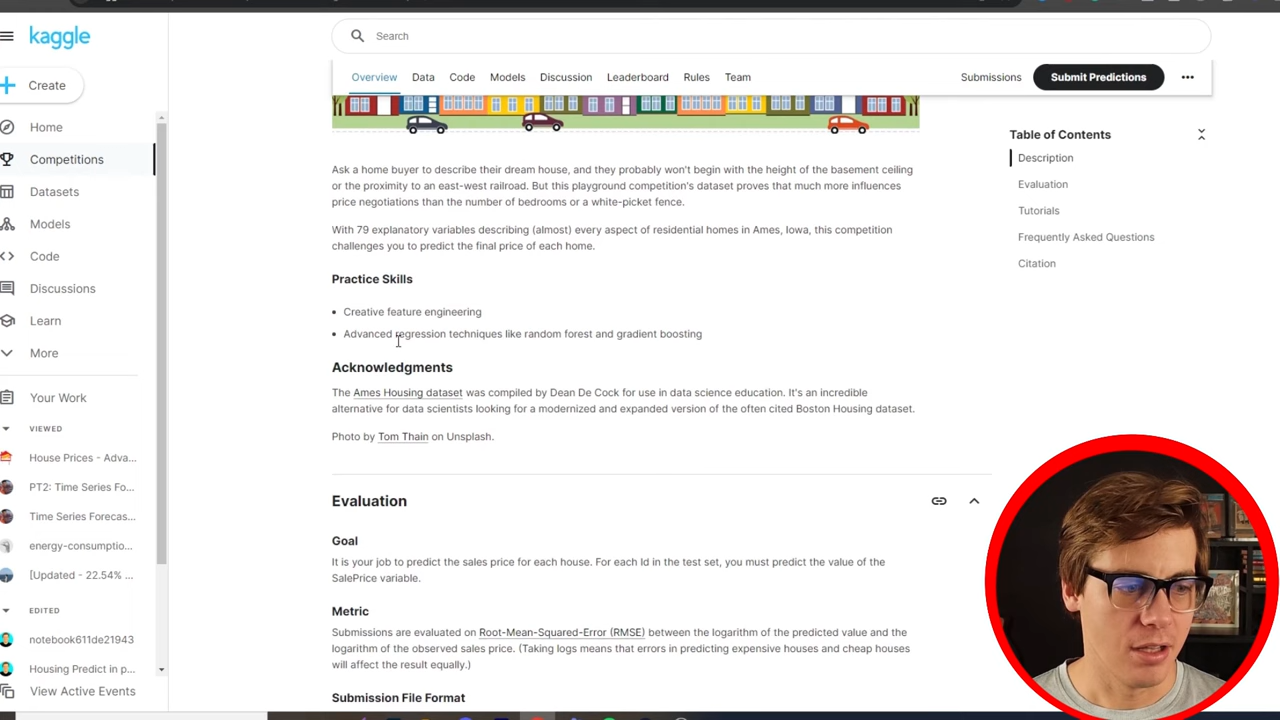 kaggle
Search
Create
Overview Data Code Models Discussion Leaderboard Rules Team Submissions Submit Predictions
Home
Competitions
Datasets
Models
Code
Discussions
Learn
More
Your Work
VIEWED
House Prices - Adva...
PT2: Time Series Fo...
Time Series Forecas...
energy-consumptio...
[Updated - 22.54% ...
EDITED
notebook611de21943
Housing Predict in p...
View Active Events
Ask a home buyer to describe their dream house, and they probably won't begin with the height of the basement ceiling
or the proximity to an east-west railroad. But this playground competition's dataset proves that much more influences
price negotiations than the number of bedrooms or a white-picket fence.
With 79 explanatory variables describing (almost) every aspect of residential homes in Ames, Iowa, this competition
challenges you to predict the final price of each home.
Practice Skills
Creative feature engineering
Advanced regression techniques like random forest and gradient boosting
Acknowledgments
The Ames Housing dataset was compiled by Dean De Cock for use in data science education. It's an incredible
alternative for data scientists looking for a modernized and expanded version of the often cited Boston Housing dataset.
Photo by Tom Thain on Unsplash.
Evaluation
Goal
It is your job to predict the sales price for each house. For each Id in the test set, you must predict the value of the
SalePrice variable.
Metric
Submissions are evaluated on Root-Mean-Squared-Error (RMSE) between the logarithm of the predicted value and the
logarithm of the observed sales price. (Taking logs means that errors in predicting expensive houses and cheap houses
will affect the result equally.)
Submission File Format
Table of Contents
Description
Evaluation
Tutorials
Frequently Asked Questions
Citation